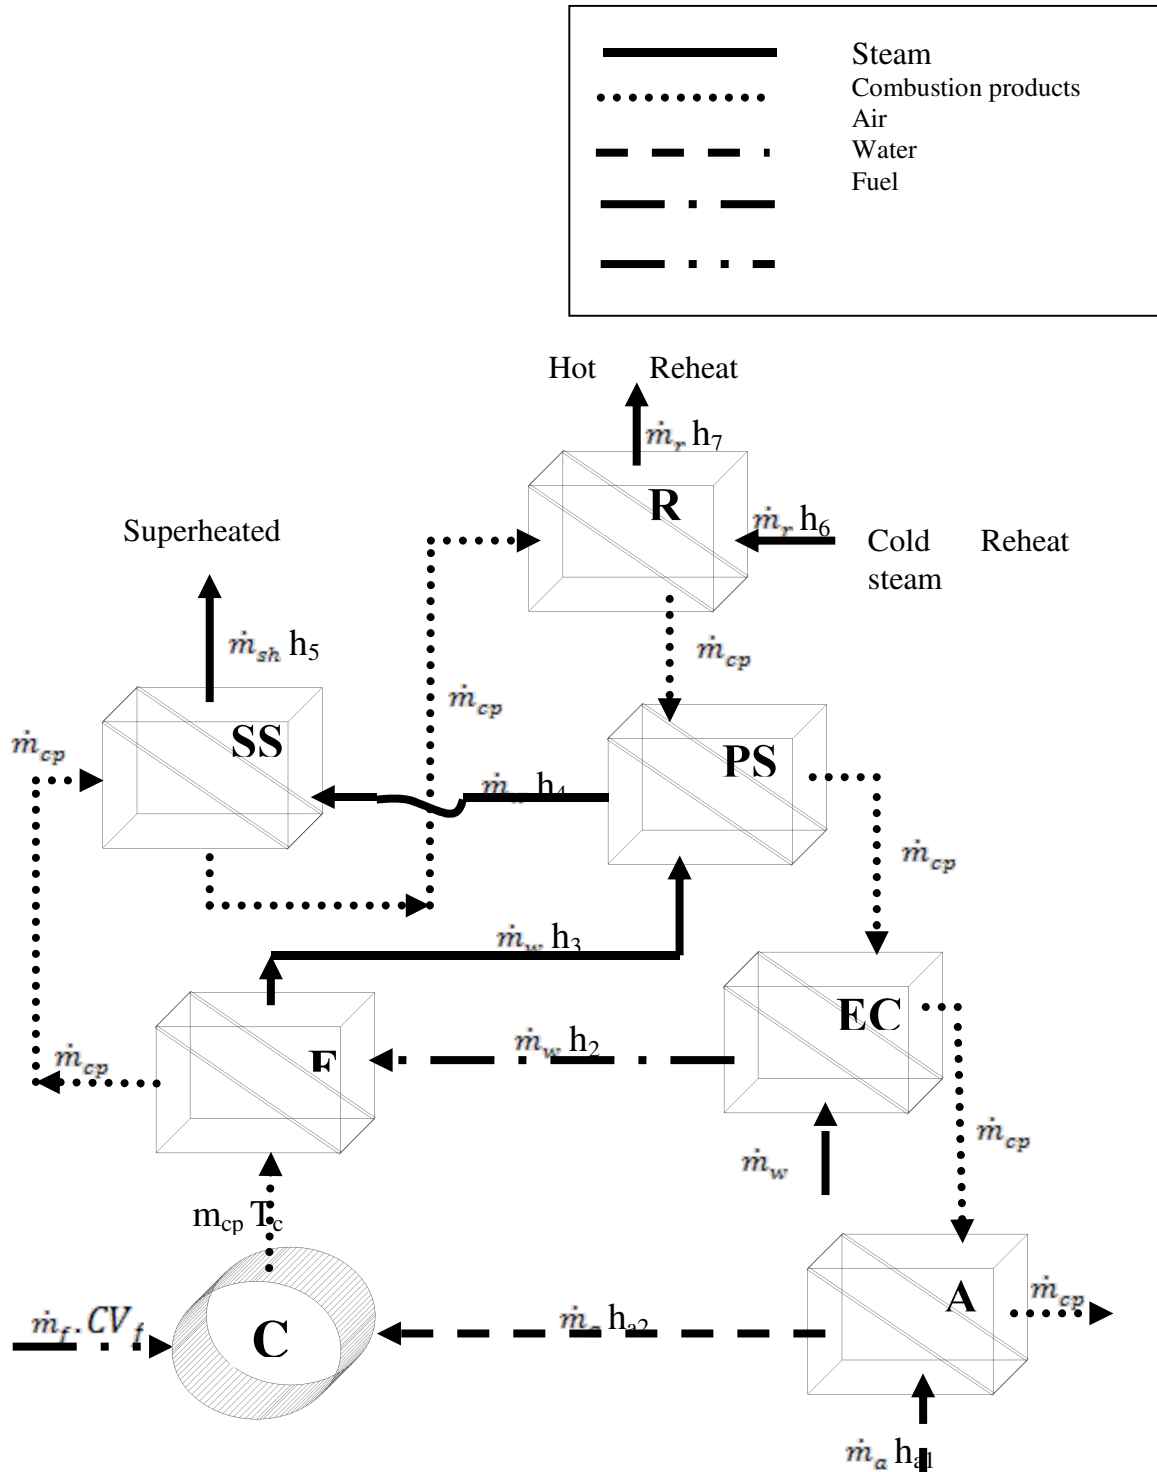 Steam
Combustion products
Air
Water
Fuel
Hot Reheat
ṁr h7
R
ṁr h6
Cold Reheat
steam
Superheated
ṁsh h5
ṁcp
ṁcp
SS
ṁcp
PS
h4
ṁcp
ṁw h3
EC
ṁw h2
ṁcp
ṁcp
ṁw
mcp Tc
A
ṁcp
ṁf.CVf
C
ha2
ṁa ha1